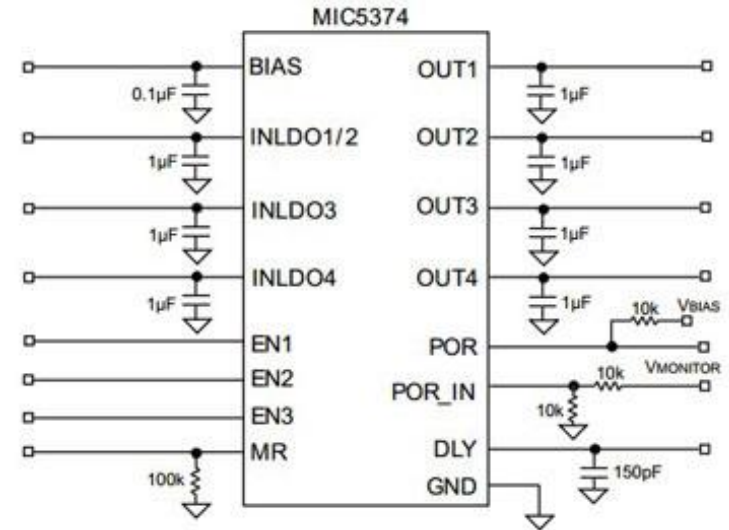 MIC5374
BIAS
OUT1
0.1µF
1µF
INLDO1/2
OUT2
1µF
1µF
INLDO3
OUT3
1µF
1µF
INLDO4
OUT4
1µF
1µF
10k
VBIAS
EN1
POR
EN2
10k
VMONITOR
POR_IN
EN3
10k
MR
DLY
100k
150pF
GND